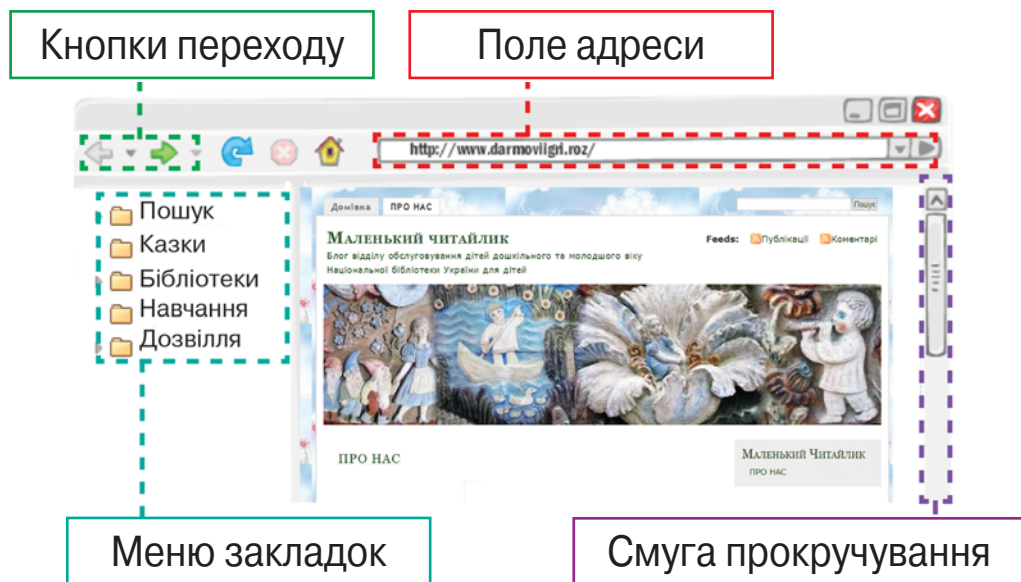 Кнопки переходу
Поле адреси
http://www.darmoviigri.roz/
Пошук
Казки
Бібліотеки
Навчання
Дозвілля
Домівка
ПРО НАС
Пошук
Маленький читайлик
Feeds:
Публікації
Коментарі
Блог відділу обслуговування дітей дошкільного та молодшого віку
Національної бібліотеки України для дітей
ПРО НАС
Маленький Читайлик
ПРО НАС
Меню закладок
Смуга прокручування